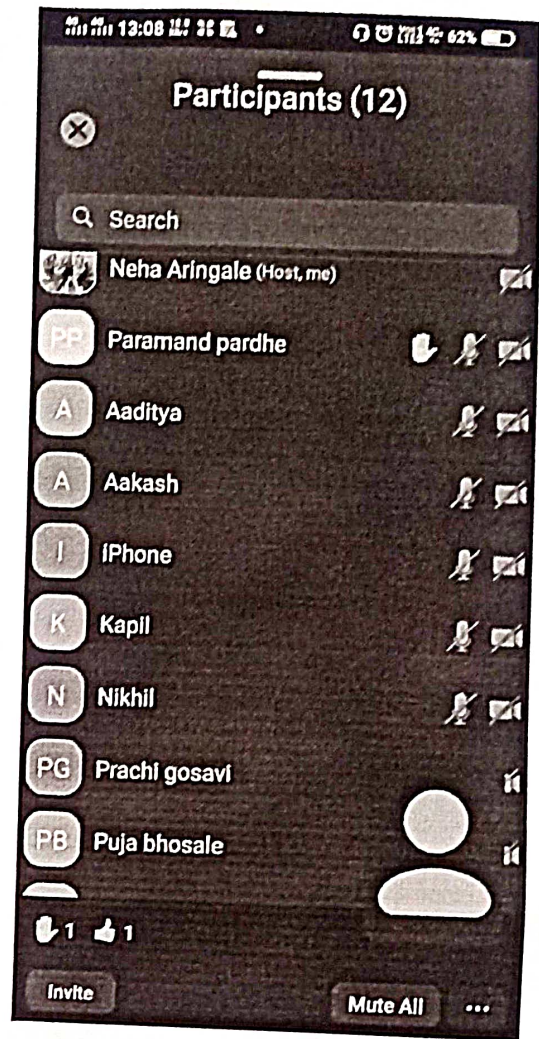 13:08 62%
Participants (12)
Search
Neha Aringale (Host, me)
PP Paramand pardhe
A Aaditya
A Aakash
I iPhone
K Kapil
N Nikhil
PG Prachi gosavi
PB Puja bhosale
1 1
Invite Mute All